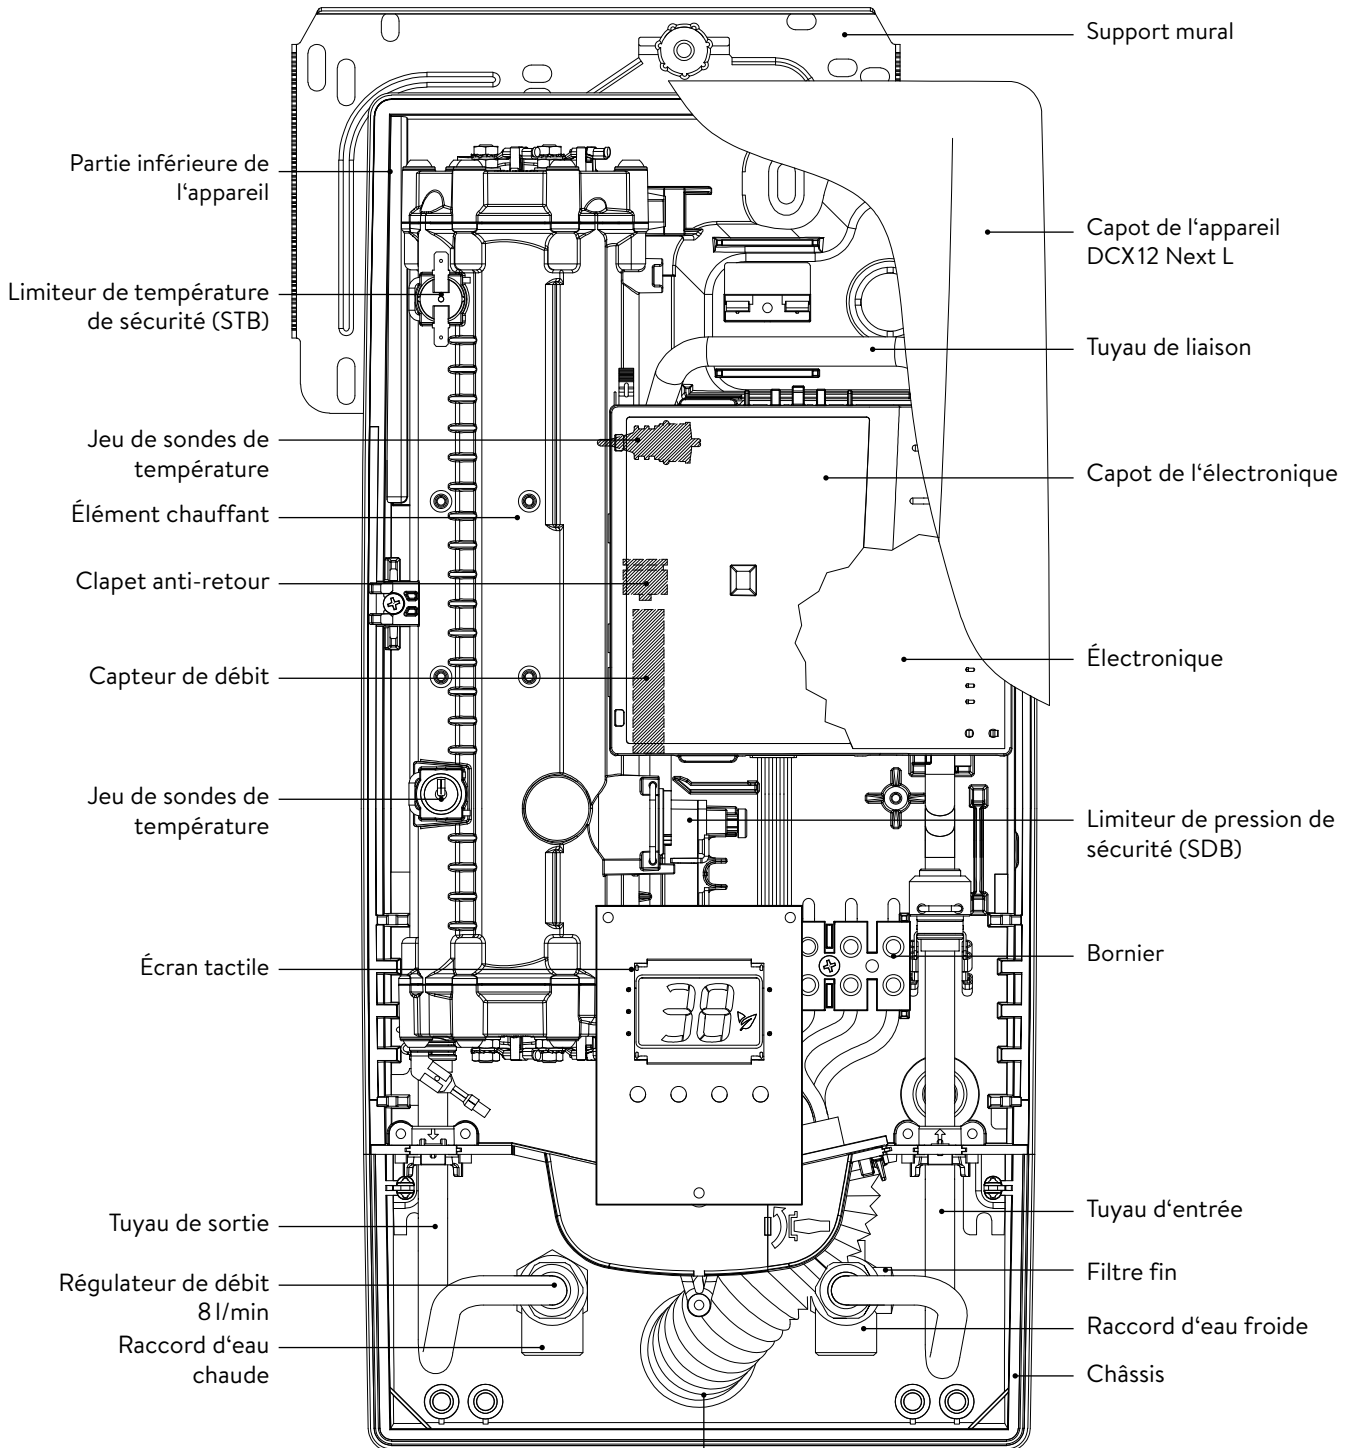 Support mural
Partie inférieure de
l‘appareil
Capot de l‘appareil
DCX12 Next L
Limiteur de température
de sécurité (STB)
Tuyau de liaison
Jeu de sondes de
température
Capot de l‘électronique
Élément chauffant
Clapet anti-retour
Électronique
Capteur de débit
Jeu de sondes de
température
Limiteur de pression de
sécurité (SDB)
Écran tactile
Bornier
38
Tuyau de sortie
Tuyau d‘entrée
Régulateur de débit
8 l/min
Filtre fin
Raccord d‘eau
chaude
Raccord d‘eau froide
Châssis